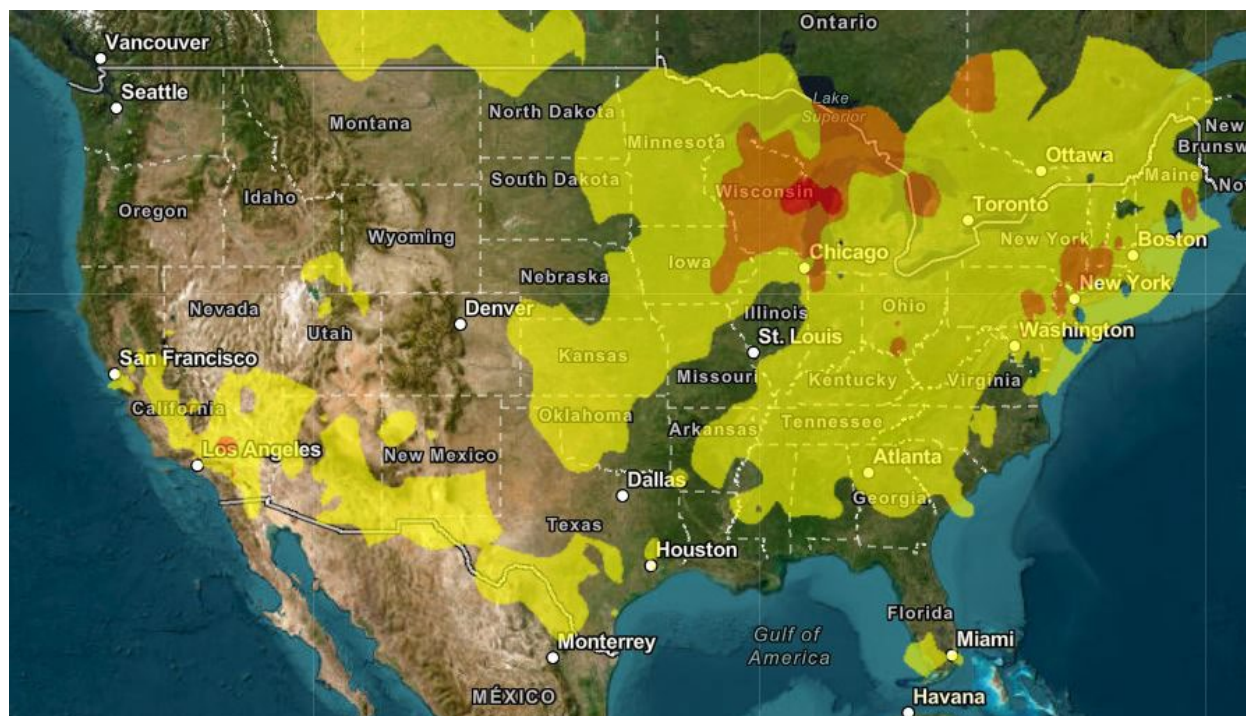 Ontario
Vancouver
Seattle
North Dakota
Montana
Lake
Superior
Minnesota
New
Brunsw
Ottawa
Maine
No
South Dakota
Wisconsin
Idaho
Oregon
Toronto
Wyoming
New York
Boston
Chicago
Iowa
Nebraska
New York
Nevada
Denver
Illinois
Ohio
Utah
Washington
St. Louis
San Francisco
Kansas
Missouri
Kentucky
Virginia
California
Oklahoma
Arkansas
Tennessee
Los Angeles
New Mexico
Atlanta
Dallas
Georgia
Texas
Houston
Florida
Gulf of
America
Miami
Monterrey
MÉXICO
Havana